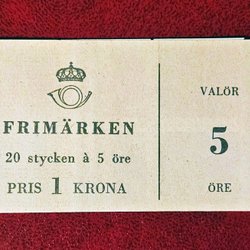 FRIMÄRKEN
20 stycken à 5 öre
PRIS 1 KRONA
VALÖR
5
ÖRE